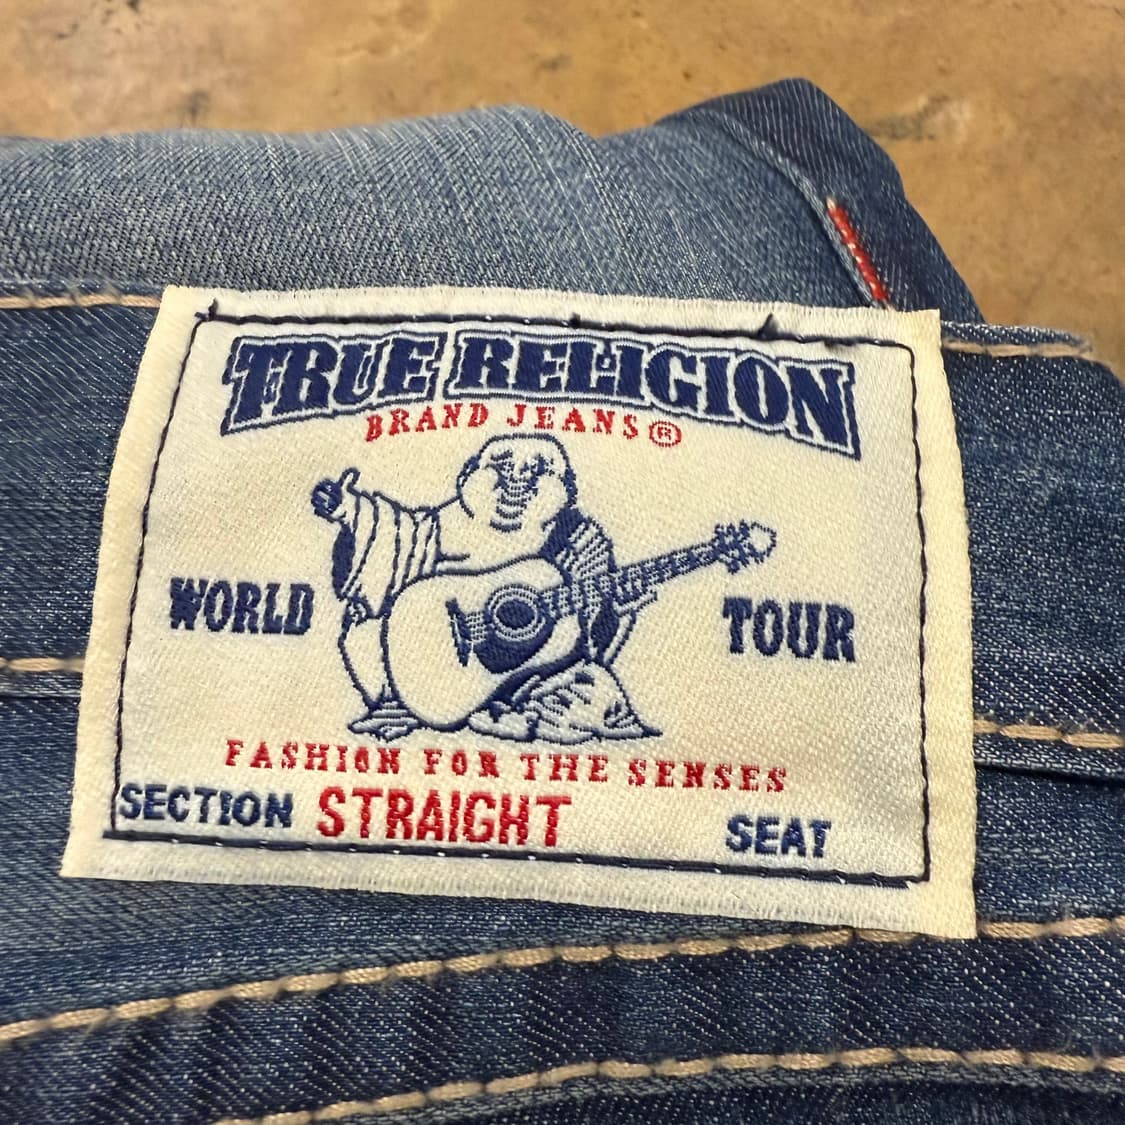 TRUE RELIGION
BRAND JEANS®
WORLD TOUR
FASHION FOR THE SENSES
SECTION STRAIGHT SEAT